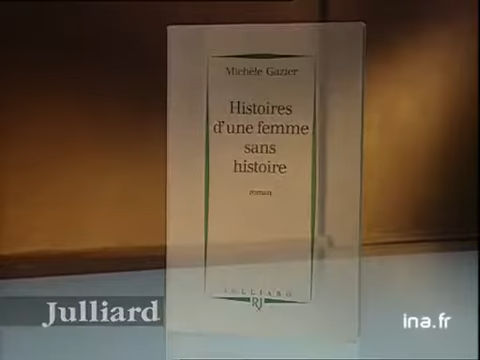 Michèle Gazier
Histoires
d'une femme
sans
histoire
roman
JULLIARD
RJ
Julliard
ina.fr